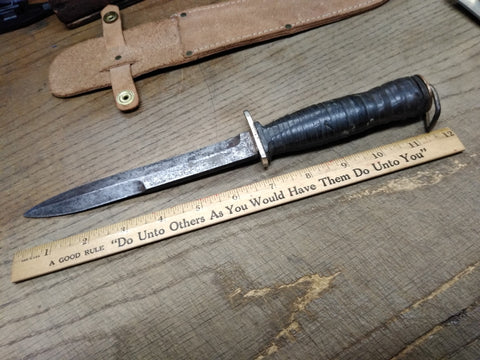 1 2 3 4 5 6 7 8 9 10 11 12
A GOOD RULE "Do Unto Others As You Would Have Them Do Unto You"